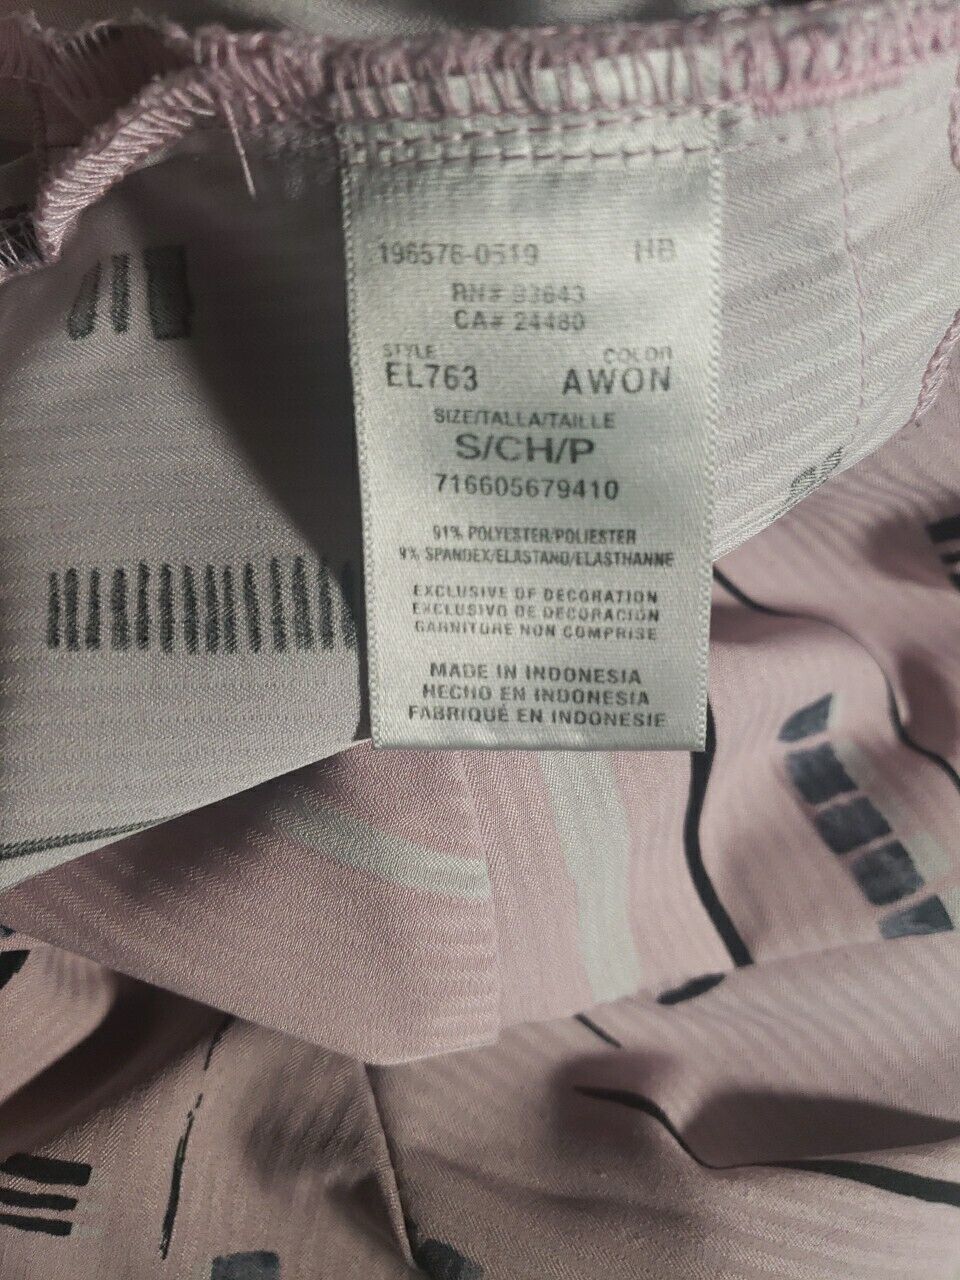 196576-0519 HB
RN# 93643
CA# 24480
STYLE COLOR
EL763 AWON
SIZE/TALLA/TAILLE
S/CH/P
716605679410
91% POLYESTER/POLIESTER
9% SPANDEX/ELASTANO/ELASTHANNE
EXCLUSIVE OF DECORATION
EXCLUSIVO DE DECORACIÓN
GARNITURE NON COMPRISE
MADE IN INDONESIA
HECHO EN INDONESIA
FABRIQUÉ EN INDONESIE